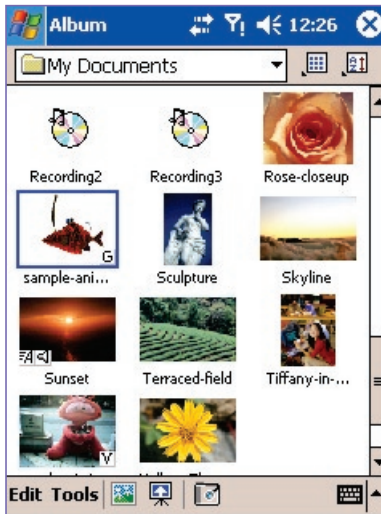 Album 12:26
My Documents
Recording2 Recording3 Rose-closeup
G
sample-ani... Sculpture Skyline
Sunset Terraced-field Tiffany-in-...
V
Edit Tools